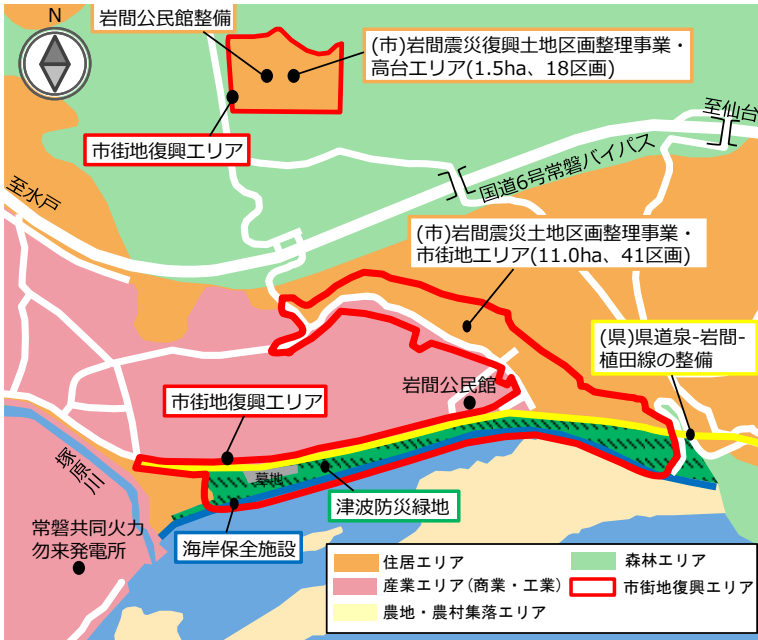 N
岩間公民館整備
(市)岩間震災復興土地区画整理事業・
高台エリア(1.5ha、18区画)
至仙台
市街地復興エリア
国道6号常磐バイパス
至水戸
(市)岩間震災土地区画整理事業・
市街地エリア(11.0ha、41区画)
(県)県道泉-岩間-
植田線の整備
岩間公民館
市街地復興エリア
塚原川
墓地
津波防災緑地
常磐共同火力
勿来発電所
海岸保全施設
住居エリア
森林エリア
産業エリア(商業・工業)
市街地復興エリア
農地・農村集落エリア